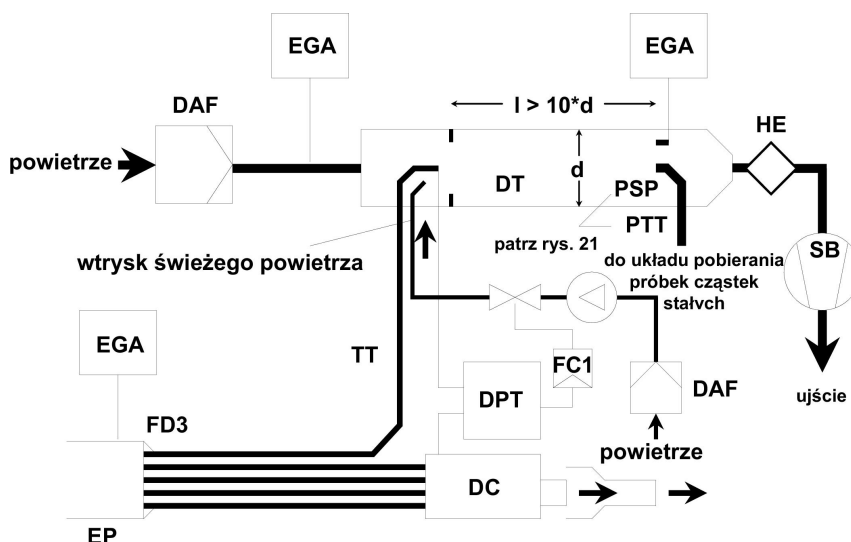 EGA
EGA
DAF
l > 10*d
HE
powietrze
d
DT
PSP
PTT
SB
patrz rys. 21
do układu pobierania
próbek cząstek
stałvch
wtrysk świeżego powietrza
EGA
TT
FC1
DPT
DAF
ujście
FD3
powietrze
DC
EP